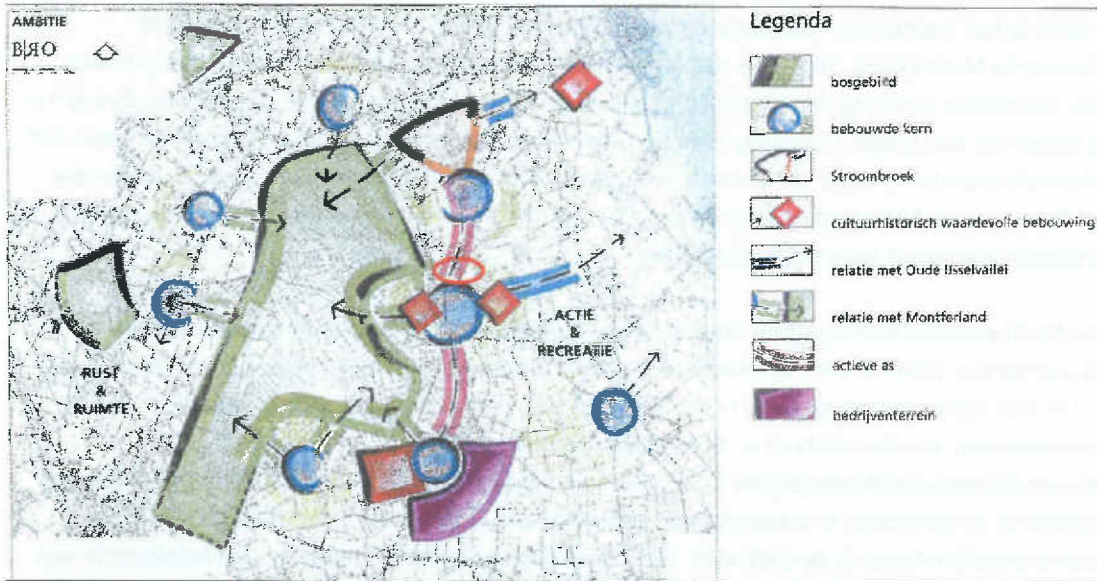 AMBITIE
BRO
RUST
&
RUIMTE
ACTIE
&
RECREATIE
Legenda
bosgebied
bebouwde kern
Stroombroek
cultuurhistorisch waardevolle bebouwing
relatie met Oude IJsselvallei
relatie met Montferland
actieve as
bedrijventerrein